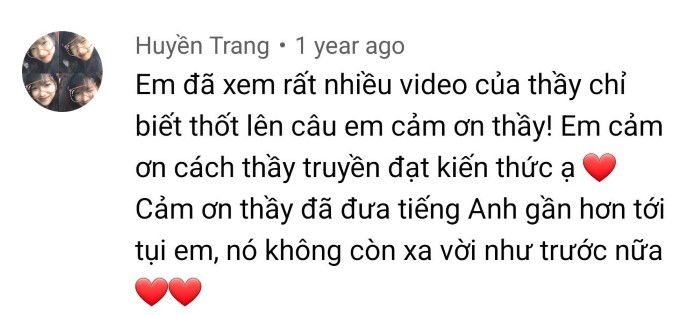 Huyền Trang • 1 year ago
Em đã xem rất nhiều video của thầy chỉ
biết thốt lên câu em cảm ơn thầy! Em cảm
ơn cách thầy truyền đạt kiến thức ạ ❤️
Cảm ơn thầy đã đưa tiếng Anh gần hơn tới
tụi em, nó không còn xa vời như trước nữa
❤️❤️